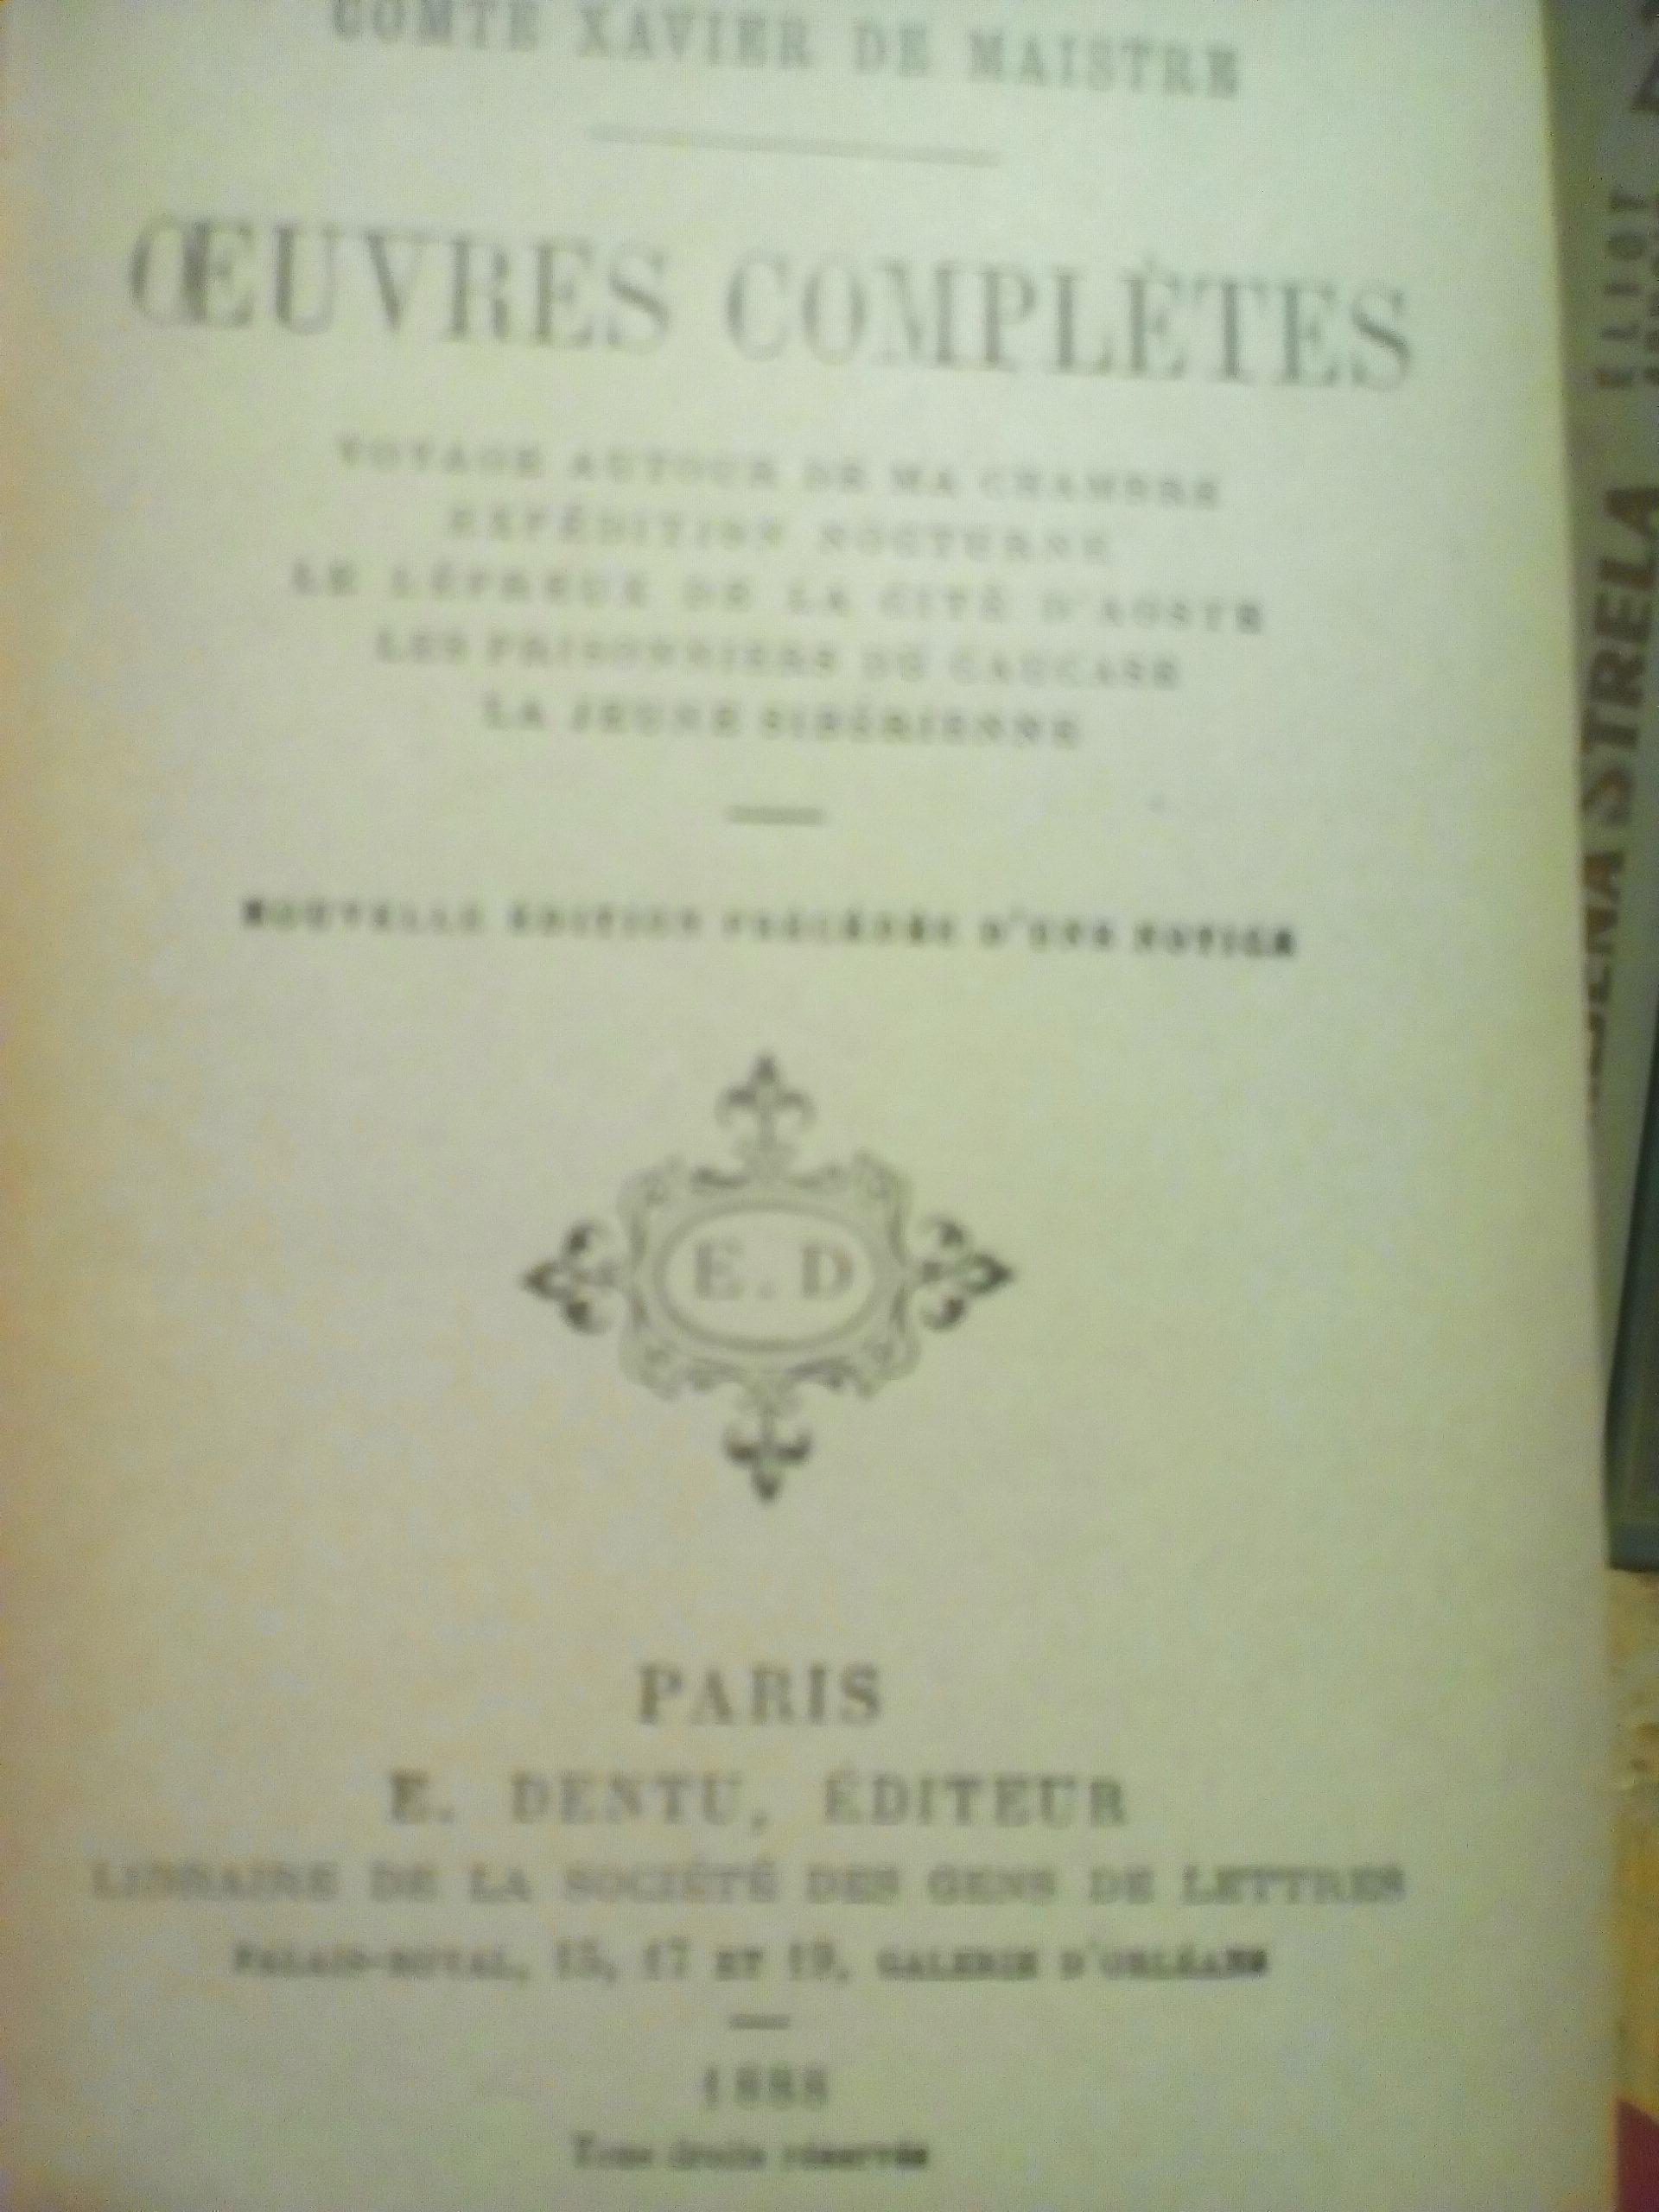 COMTE XAVIER DE MAISTRE
ŒUVRES COMPLÈTES
VOYAGE AUTOUR DE MA CHAMBRE
EXPÉDITION NOCTURNE
LE LÉPREUX DE LA CITÉ D'AOSTE
LES PRISONNIERS DU CAUCASE
LA JEUNE SIBÉRIENNE
NOUVELLE ÉDITION PRÉCÉDÉE D'UNE NOTICE
E. D
PARIS
E. DENTU, ÉDITEUR
LIBRAIRE DE LA SOCIÉTÉ DES GENS DE LETTRES
PALAIS-ROYAL, 15, 17 ET 19, GALERIE D'ORLÉANS
1888
Tous droits réservés
STRELA